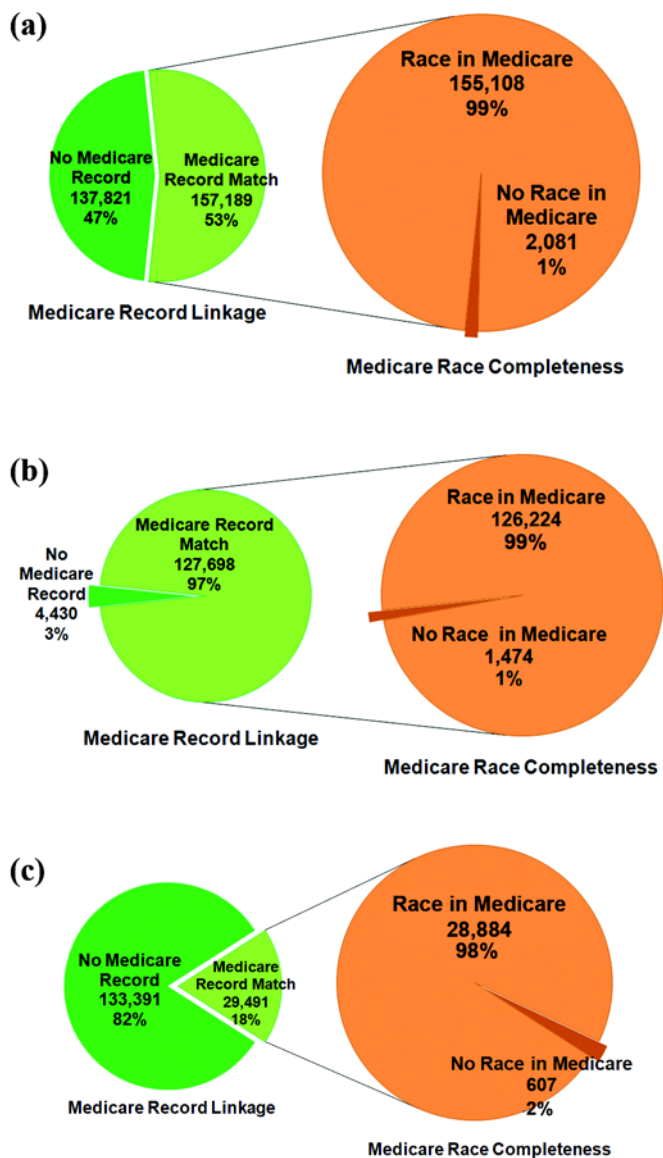 (a)
No Medicare
Record
137,821
47%
Medicare
Record Match
157,189
53%
Medicare Record Linkage
Race in Medicare
155,108
99%
No Race in
Medicare
2,081
1%
Medicare Race Completeness
(b)
No
Medicare
Record
4,430
3%
Medicare Record
Match
127,698
97%
Medicare Record Linkage
Race in Medicare
126,224
99%
No Race in Medicare
1,474
1%
Medicare Race Completeness
(c)
No Medicare
Record
133,391
82%
Medicare
Record Match
29,491
18%
Medicare Record Linkage
Race in Medicare
28,884
98%
No Race in Medicare
607
2%
Medicare Race Completeness